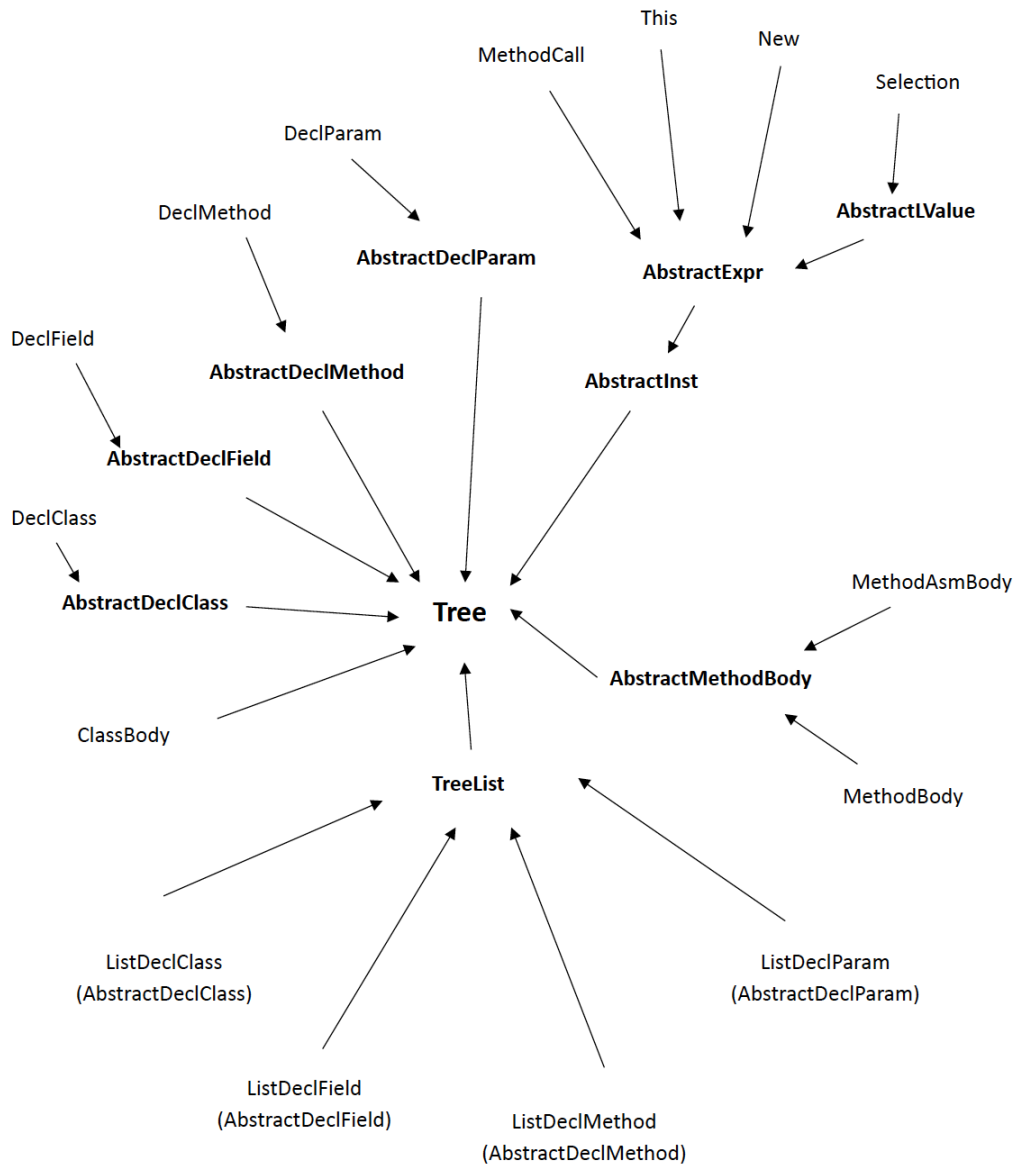 This
New
MethodCall
Selection
DeclParam
DeclMethod
AbstractLValue
AbstractDeclParam
AbstractExpr
DeclField
AbstractDeclMethod
AbstractInst
AbstractDeclField
DeclClass
MethodAsmBody
AbstractDeclClass
Tree
AbstractMethodBody
ClassBody
TreeList
MethodBody
ListDeclClass
(AbstractDeclClass)
ListDeclParam
(AbstractDeclParam)
ListDeclField
(AbstractDeclField)
ListDeclMethod
(AbstractDeclMethod)